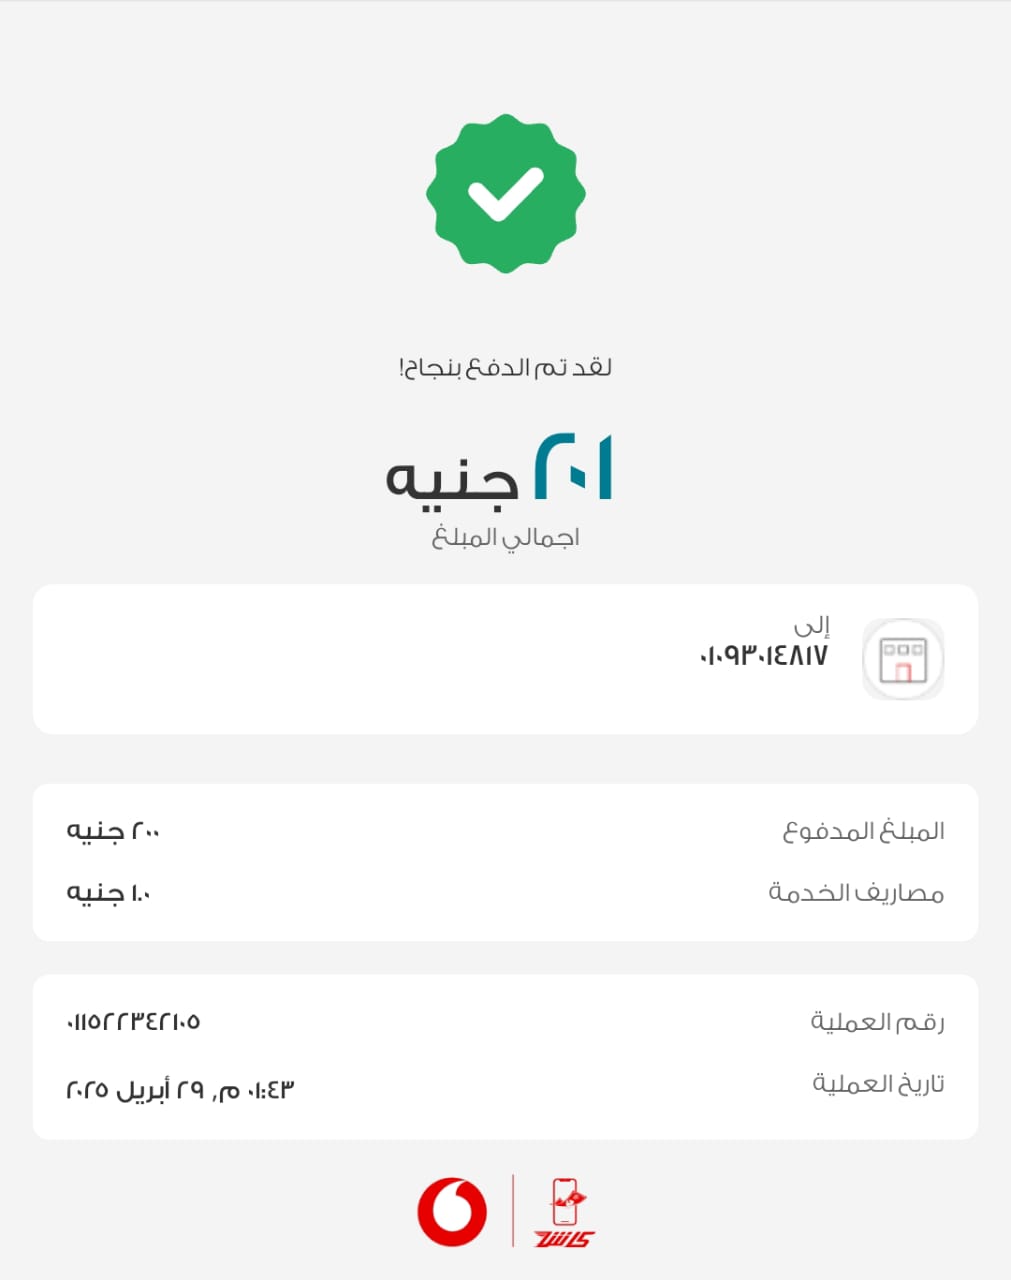 لقد تم الدفع بنجاح!
٢٠١ جنيه
اجمالي المبلغ
إلى
٠١٠٩٣٠١٤٨١٧
المبلغ المدفوع ٢٠٠ جنيه
مصاريف الخدمة ١.٠ جنيه
رقم العملية ٠١١٥٢٢٣٤٢١٠٥
تاريخ العملية ٠١:٤٣ م, ٢٩ أبريل ٢٠٢٥
كاش